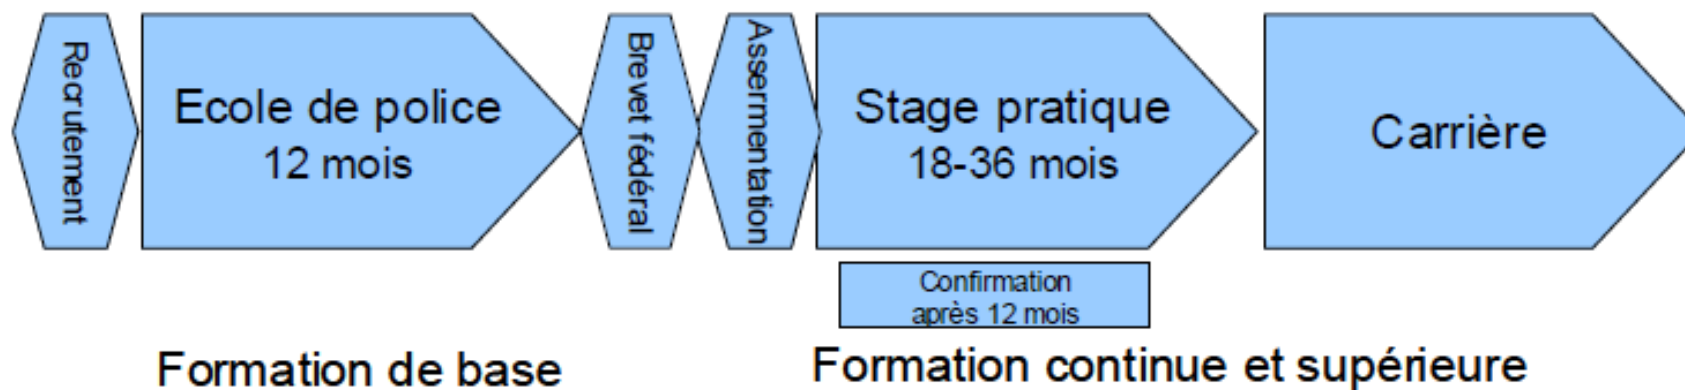 Recrutement
Ecole de police
12 mois
Brevet fédéral
Assermentation
Stage pratique
18-36 mois
Carrière
Confirmation
après 12 mois
Formation de base
Formation continue et supérieure